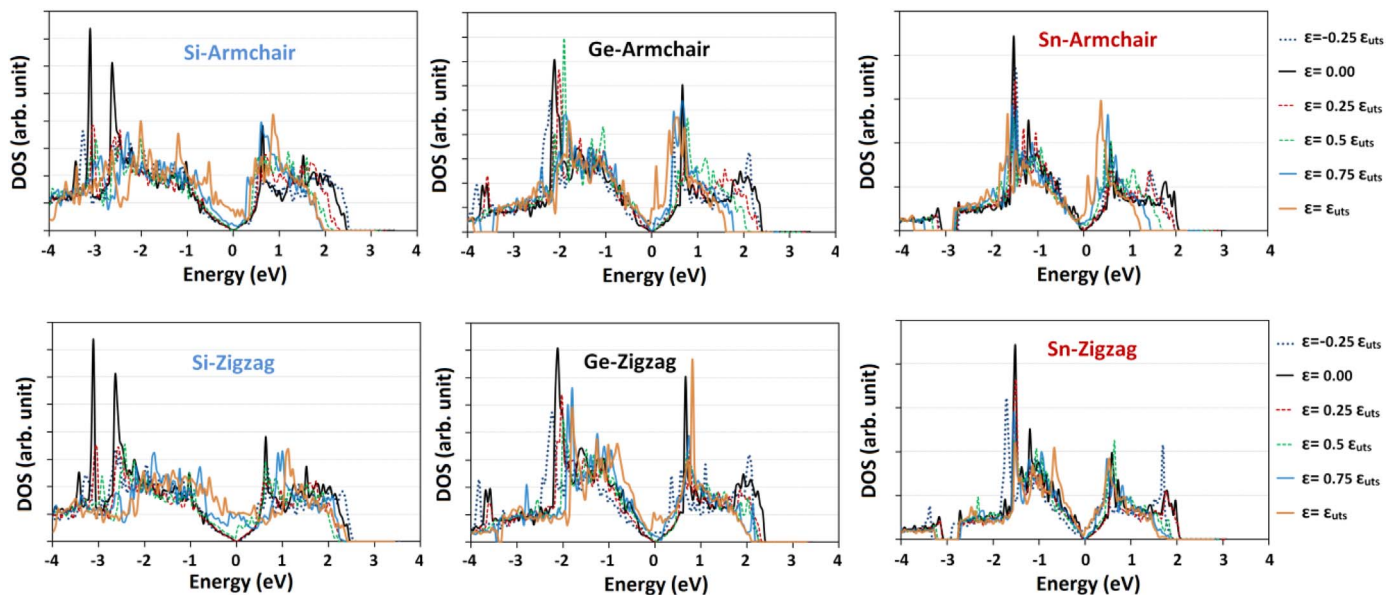 Si-Armchair
DOS (arb. unit)
-4 -3 -2 -1 0 1 2 3 4
Energy (eV)
Ge-Armchair
DOS (arb. unit)
-4 -3 -2 -1 0 1 2 3 4
Energy (eV)
Sn-Armchair
DOS (arb. unit)
-4 -3 -2 -1 0 1 2 3 4
Energy (eV)
ε=-0.25 εuts
ε= 0.00
ε= 0.25 εuts
ε= 0.5 εuts
ε= 0.75 εuts
ε= εuts
Si-Zigzag
DOS (arb. unit)
-4 -3 -2 -1 0 1 2 3 4
Energy (eV)
Ge-Zigzag
DOS (arb. unit)
-4 -3 -2 -1 0 1 2 3 4
Energy (eV)
Sn-Zigzag
DOS (arb. unit)
-4 -3 -2 -1 0 1 2 3 4
Energy (eV)
ε=-0.25 εuts
ε= 0.00
ε= 0.25 εuts
ε= 0.5 εuts
ε= 0.75 εuts
ε= εuts